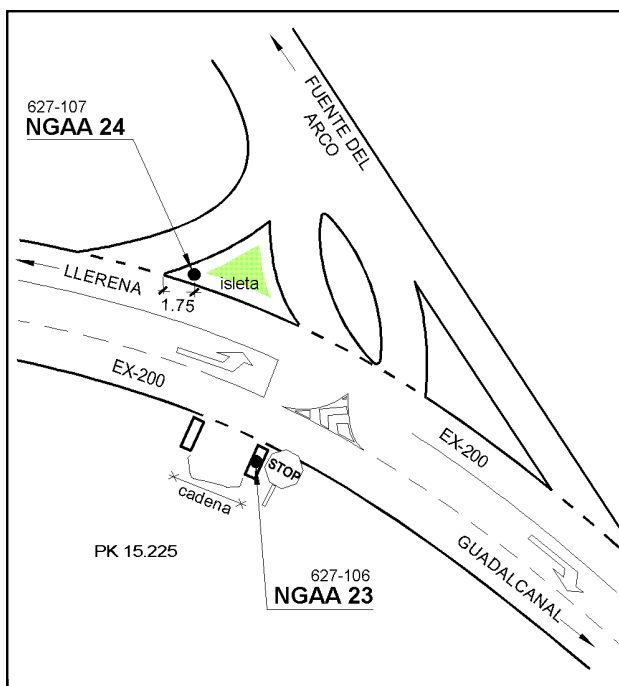 FUENTE DEL
ARCO
627-107
NGAA 24
LLERENA
isleta
1.75
EX-200
EX-200
STOP
cadena
PK 15.225
GUADALCANAL
627-106
NGAA 23